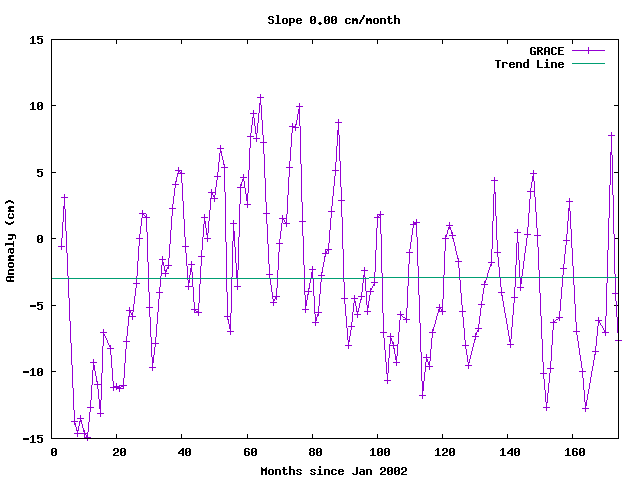 Slope 0.00 cm/month
GRACE
Trend Line
15
10
5
0
-5
-10
-15
Anomaly (cm)
0 20 40 60 80 100 120 140 160
Months since Jan 2002